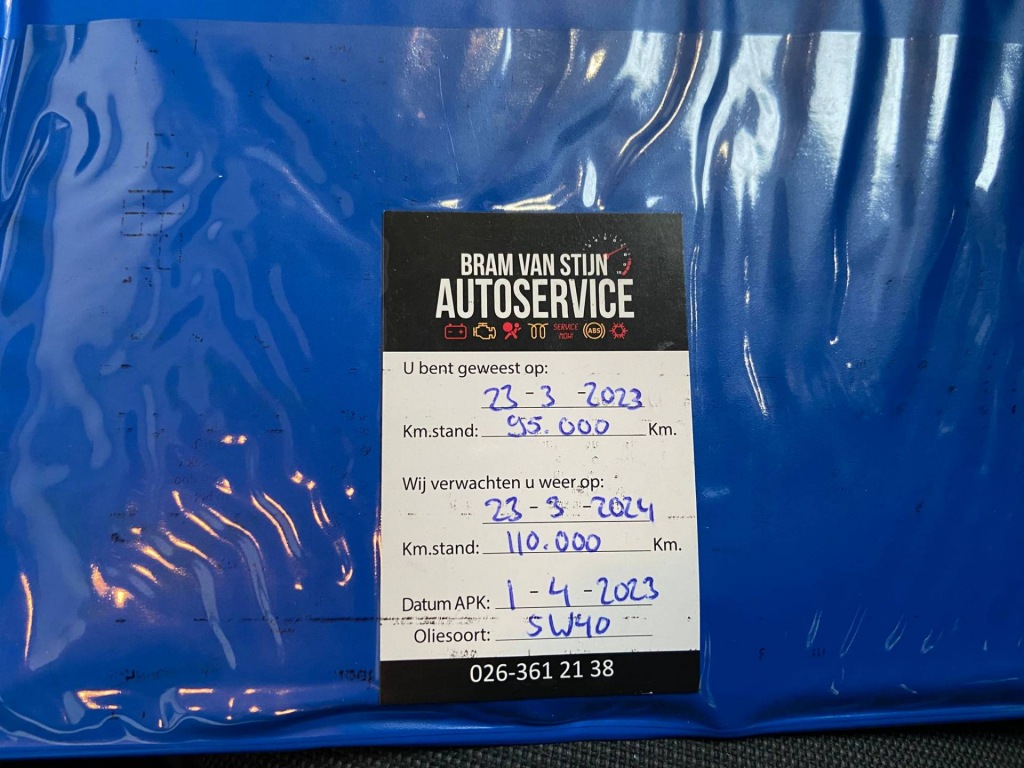 BRAM VAN STIJN
AUTOSERVICE
SERVICE
NOW!
ABS
U bent geweest op:
23-3-2023
Km.stand: 95.000 Km.
Wij verwachten u weer op:
23-3-2024
Km.stand: 110.000 Km.
Datum APK: 1-4-2023
Oliesoort: 5W40
026-361 21 38